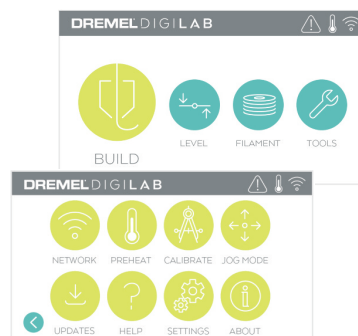 DREMEL DIGILAB
LEVEL FILAMENT TOOLS
BUILD
DREMEL DIGILAB
NETWORK PREHEAT CALIBRATE JOG MODE
UPDATES HELP SETTINGS ABOUT